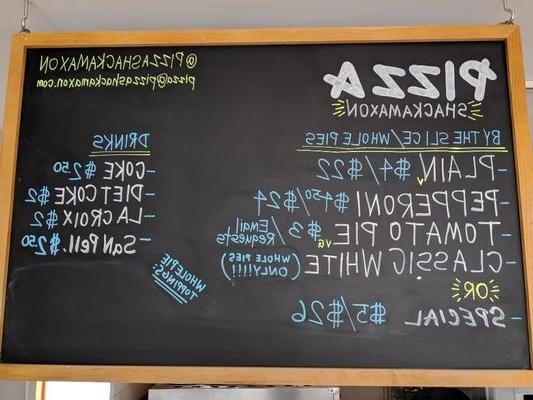 PIZZA
SHACKAMAXON
@PIZZASHACKAMAXON
pizza@pizzashackamaxon.com
BY THE SLICE/WHOLE PIES
-PLAIN V $4/$22
-PEPPERONI $4.50/$24
-TOMATO PIE VG $3/Email Requests
-CLASSIC WHITE (WHOLE PIES ONLY!!!!)
OR
-SPECIAL $5/$26
DRINKS
-COKE $2.50
-DIET COKE $2
-LA CROIX $2
-San Pell. $2.50
WHOLE PIE
TOPPINGS: